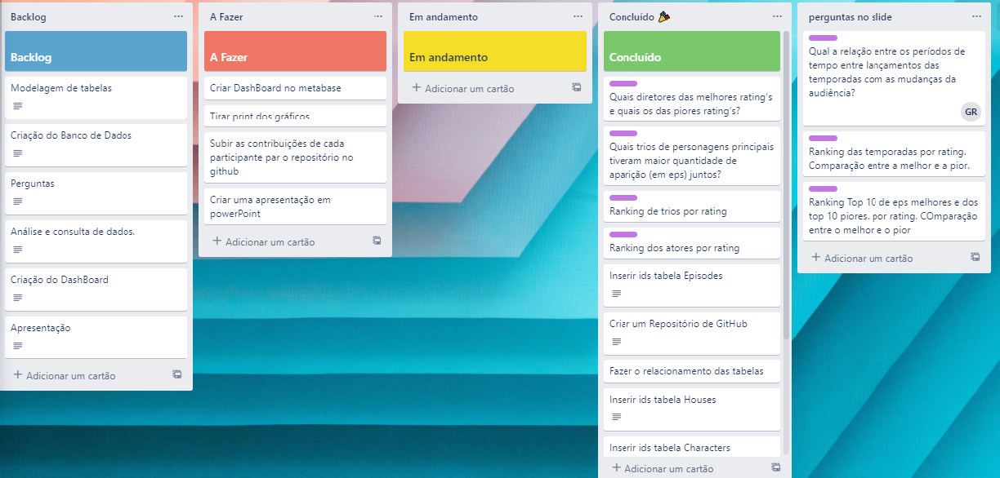 Backlog
Backlog
Modelagem de tabelas
Criação do Banco de Dados
Perguntas
Análise e consulta de dados.
Criação do DashBoard
Apresentação
+ Adicionar um cartão
A Fazer
A Fazer
Criar DashBoard no metabase
Tirar print dos gráficos
Subir as contribuições de cada
participante par o repositório no
github
Criar uma apresentação em
powerPoint
+ Adicionar um cartão
Em andamento
Em andamento
+ Adicionar um cartão
Concluído 🎉
Concluído
Quais diretores das melhores rating's
e quais os das piores rating's?
Quais trios de personagens principais
tiveram maior quantidade de
aparição (em eps) juntos?
Ranking de trios por rating
Ranking dos atores por rating
Inserir ids tabela Episodes
Criar um Repositório de GitHub
Fazer o relacionamento das tabelas
Inserir ids tabela Houses
Inserir ids tabela Characters
+ Adicionar um cartão
perguntas no slide
Qual a relação entre os períodos de
tempo entre lançamentos das
temporadas com as mudanças da
audiência?
GR
Ranking das temporadas por rating.
Comparação entre a melhor e a pior.
Ranking Top 10 de eps melhores e dos
top 10 piores. por rating. COmparação
entre o melhor e o pior
+ Adicionar um cartão